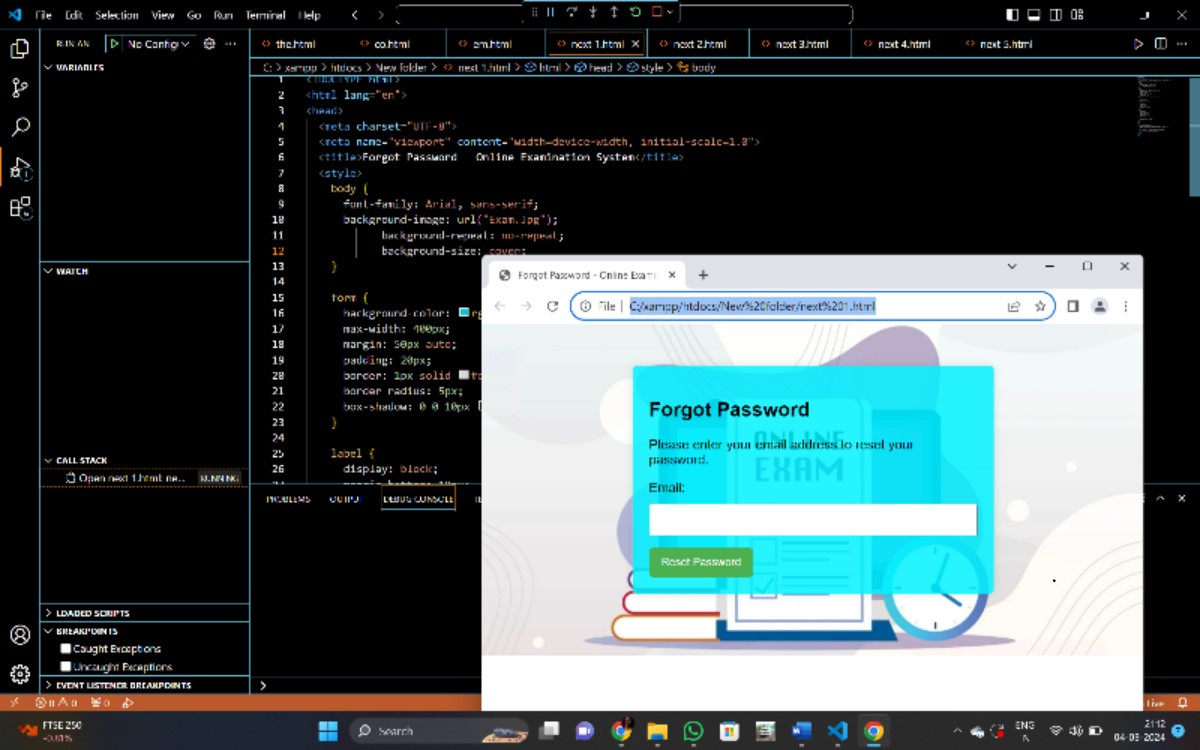 File Edit Selection View Go Run Terminal Help
RUN AN No Config
the.html co.html em.html next 1.html next 2.html next 3.html next 4.html next 5.html
VARIABLES
C: > xampp > htdocs > New folder > next 1.html > html > head > style > body
1 <!DOCTYPE html>
2 <html lang="en">
3 <head>
4 <meta charset="UTF-8">
5 <meta name="viewport" content="width=device-width, initial-scale=1.0">
6 <title>Forgot Password Online Examination System</title>
7 <style>
8 body {
9 font-family: Arial, sans-serif;
10 background-image: url("Exam.jpg");
11 background-repeat: no-repeat;
12 background-size: cover;
13 }
14
15 form {
16 background-color:
17 max-width: 400px;
18 margin: 50px auto;
19 padding: 20px;
20 border: 1px solid
21 border radius: 5px;
22 box-shadow: 0 0 10px
23 }
24
25 label {
26 display: block;
WATCH
CALL STACK
Open next 1.html: ne... RUNNING
PROBLEMS OUTPUT DEBUG CONSOLE
LOADED SCRIPTS
BREAKPOINTS
Caught Exceptions
Uncaught Exceptions
EVENT LISTENER BREAKPOINTS
Forgot Password - Online Exami
File | C:/xampp/htdocs/New%20folder/next%201.html
Forgot Password
Please enter your email address to reset your
password.
ONLINE
EXAM
Email:
Reset Password
0 0 0
Live
FTSE 250
-0.81%
Search
ENG
21:12
04-03-2024